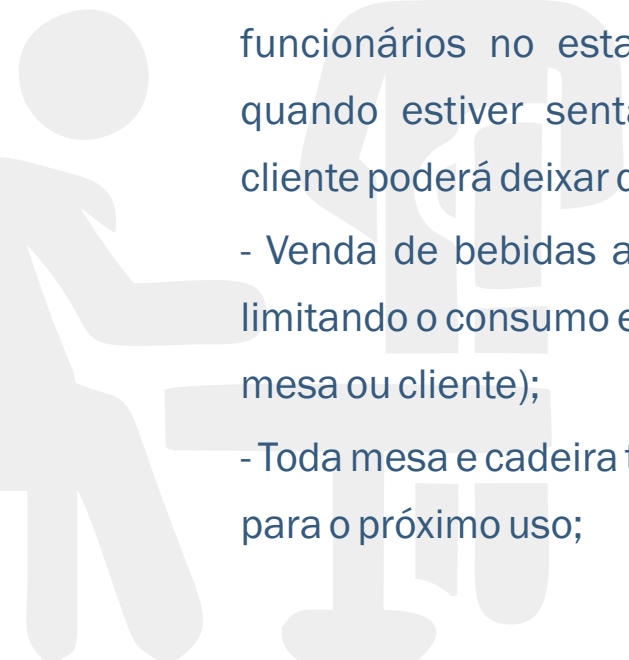 funcionários no
quando estiver
cliente poderá deixar
- Venda de bebidas
limitando o consumo
mesa ou cliente);
- Toda mesa e cadeira
para o próximo uso;